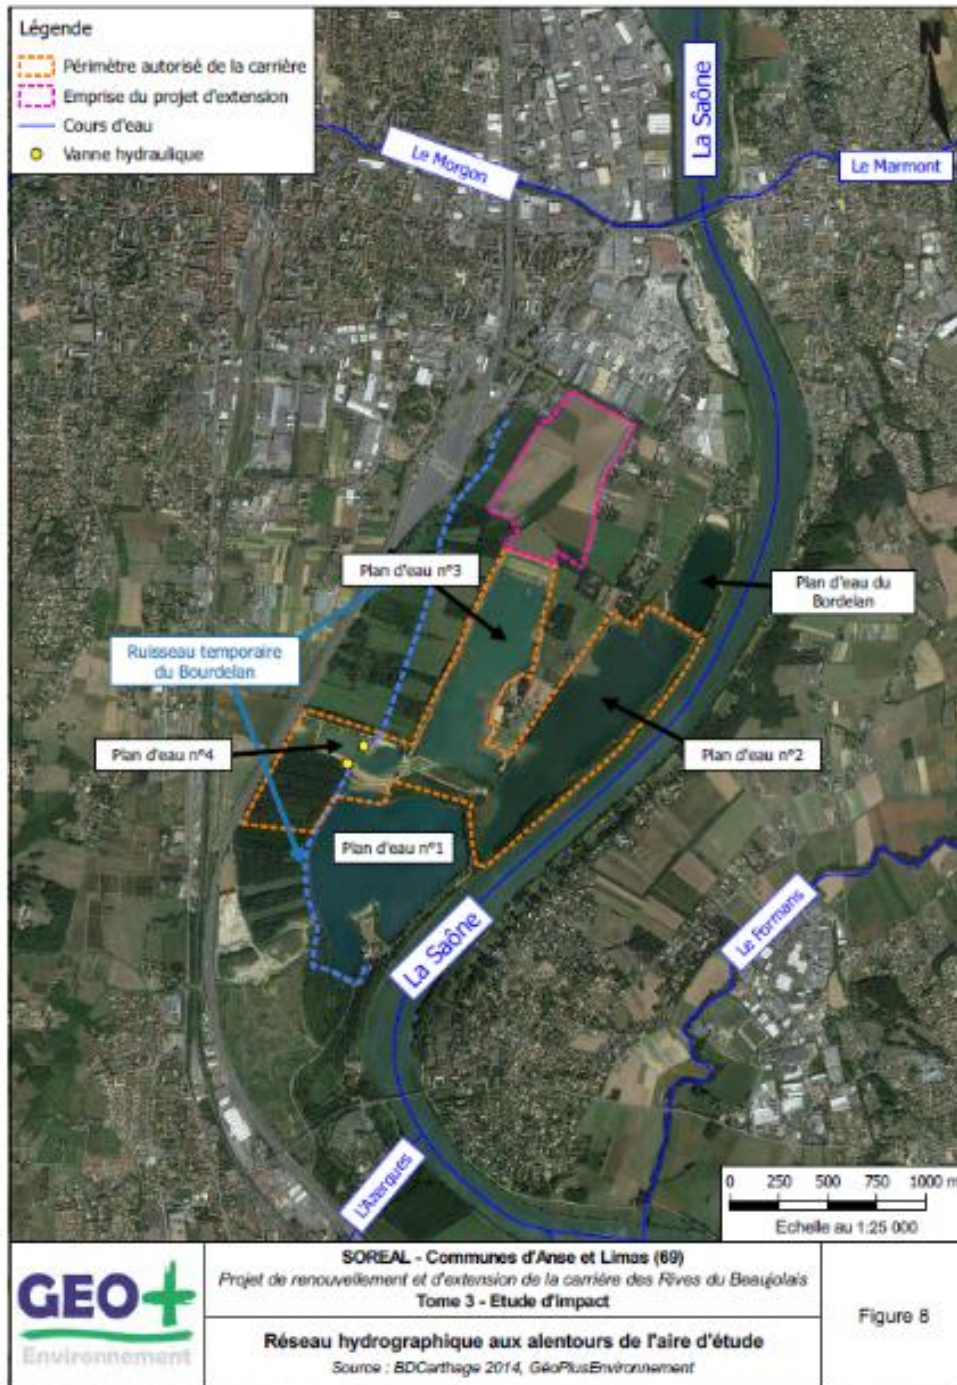 Légende
Périmètre autorisé de la carrière
Emprise du projet d'extension
Cours d'eau
Vanne hydraulique
N
La Saône
Le Morgon
Le Marmont
Plan d'eau n°3
Plan d'eau du
Bordelan
Ruisseau temporaire
du Bourdelan
Plan d'eau n°4
Plan d'eau n°2
Plan d'eau n°1
La Saône
Le Formans
L'Azergues
0 250 500 750 1000 m
Echelle au 1:25 000
GEO+
Environnement
SOREAL - Communes d'Anse et Limas (69)
Projet de renouvellement et d'extension de la carrière des Rives du Beaujolais
Tome 3 - Etude d'impact
Figure 8
Réseau hydrographique aux alentours de l'aire d'étude
Source : BDCarthage 2014, GéoPlusEnvironnement